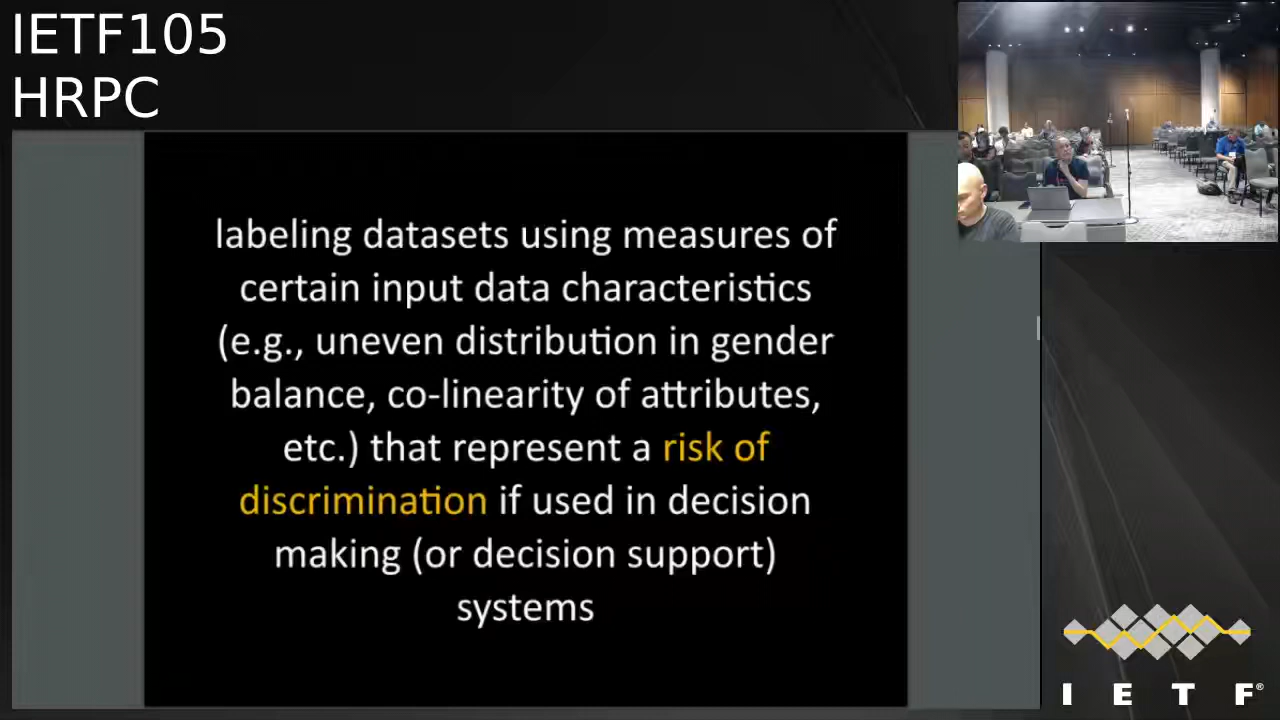 IETF105
HRPC
labeling datasets using measures of
certain input data characteristics
(e.g., uneven distribution in gender
balance, co-linearity of attributes,
etc.) that represent a risk of
discrimination if used in decision
making (or decision support)
systems
I E T F®